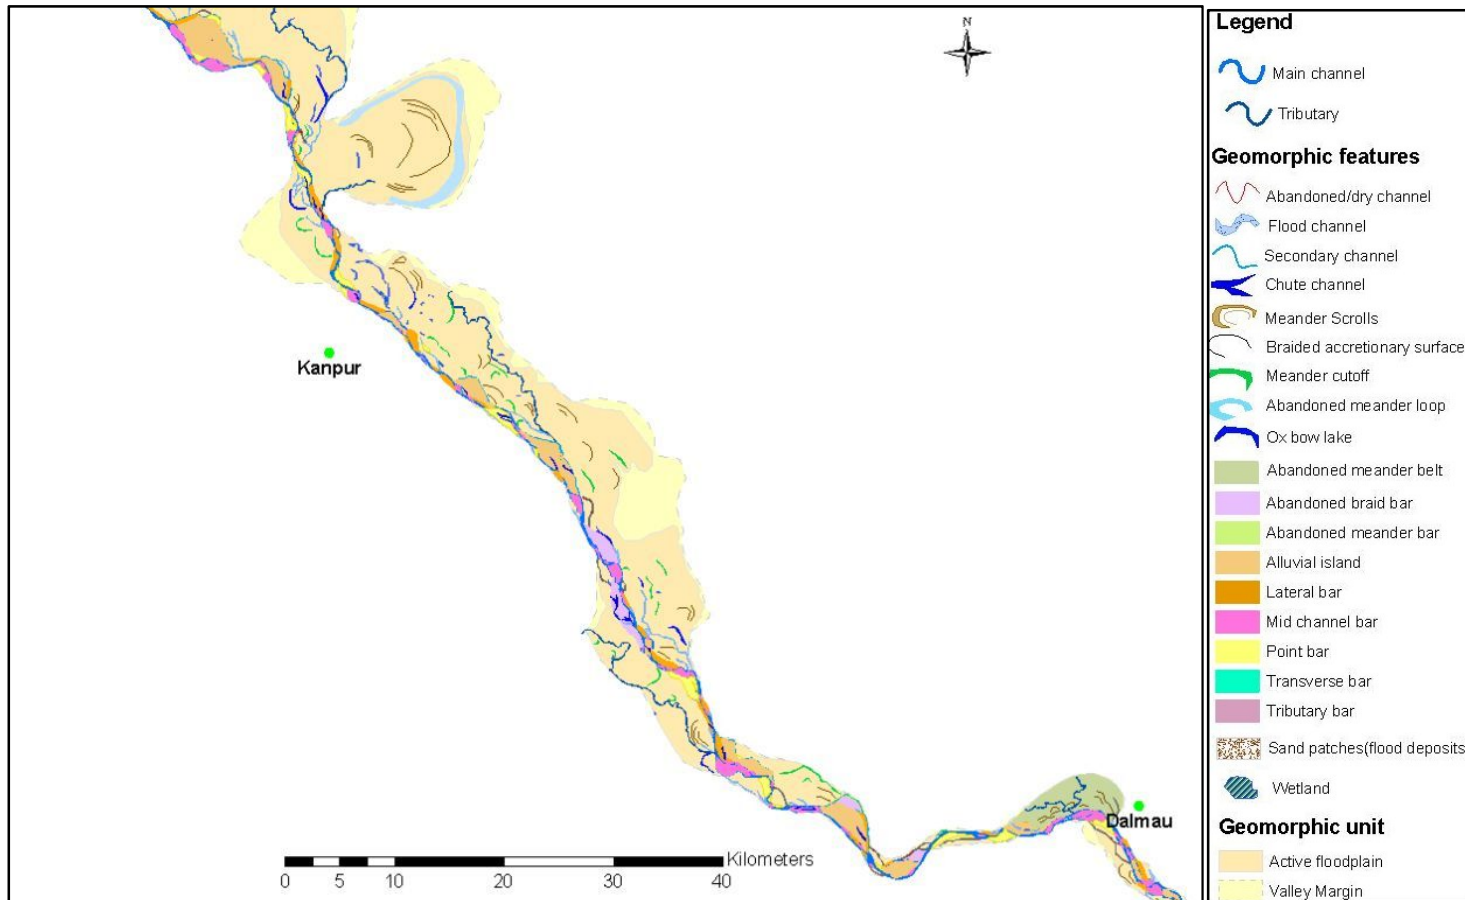 N
Kanpur
Dalmau
Kilometers
0 5 10 20 30 40
Legend
Main channel
Tributary
Geomorphic features
Abandoned/dry channel
Flood channel
Secondary channel
Chute channel
Meander Scrolls
Braided accretionary surface
Meander cutoff
Abandoned meander loop
Ox bow lake
Abandoned meander belt
Abandoned braid bar
Abandoned meander bar
Alluvial island
Lateral bar
Mid channel bar
Point bar
Transverse bar
Tributary bar
Sand patches(flood deposits
Wetland
Geomorphic unit
Active floodplain
Valley Margin